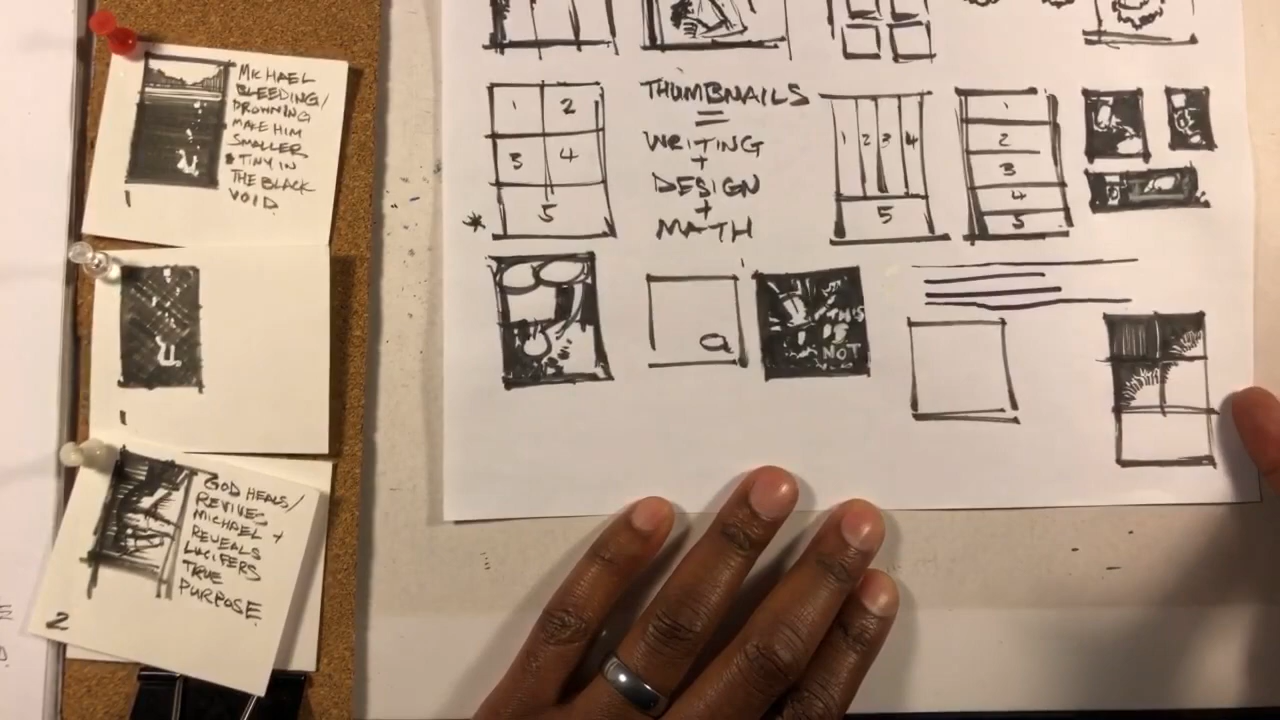 MICHAEL
BLEEDING/
DROWNING
MAKE HIM
SMALLER
TINY IN
THE BLACK
VOID.
1
1
GOD HEALS/
REVIVES
MICHAEL +
REVEALS
LUCIFERS
TRUE
PURPOSE
2
1 2
3 4
* 5
THUMBNAILS
=
WRITING
+
DESIGN
+
MATH
1 2 3 4
5
1
2
3
4
5
THIS
IS
NOT